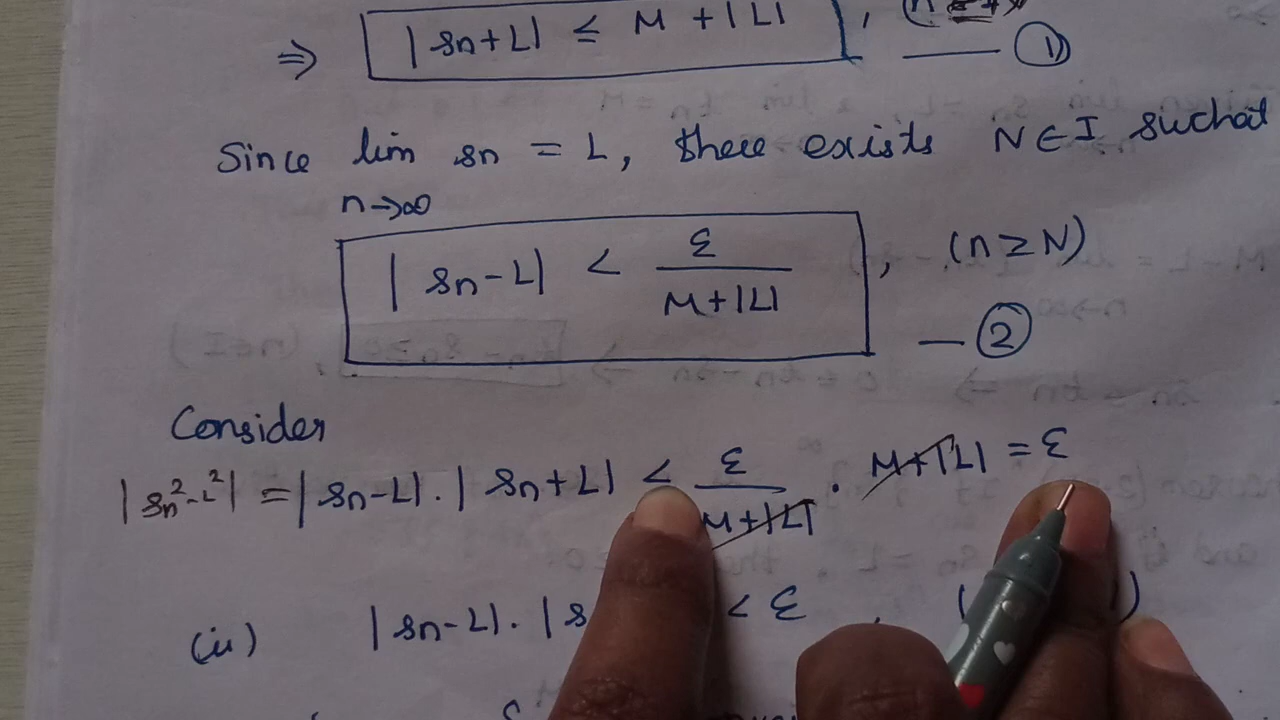 ⇒ |sn+L| ≤ M + |L| , — ①
Since lim sn = L, there exists N ∈ I suchat
n→∞
|sn-L| < ε / M+|L| , (n ≥ N)
— ②
Consider
|sn²-L²| = |sn-L| . |sn+L| < ε / M+|L| . M+|L| = ε
(ii) |sn-L| . |s < ε ,